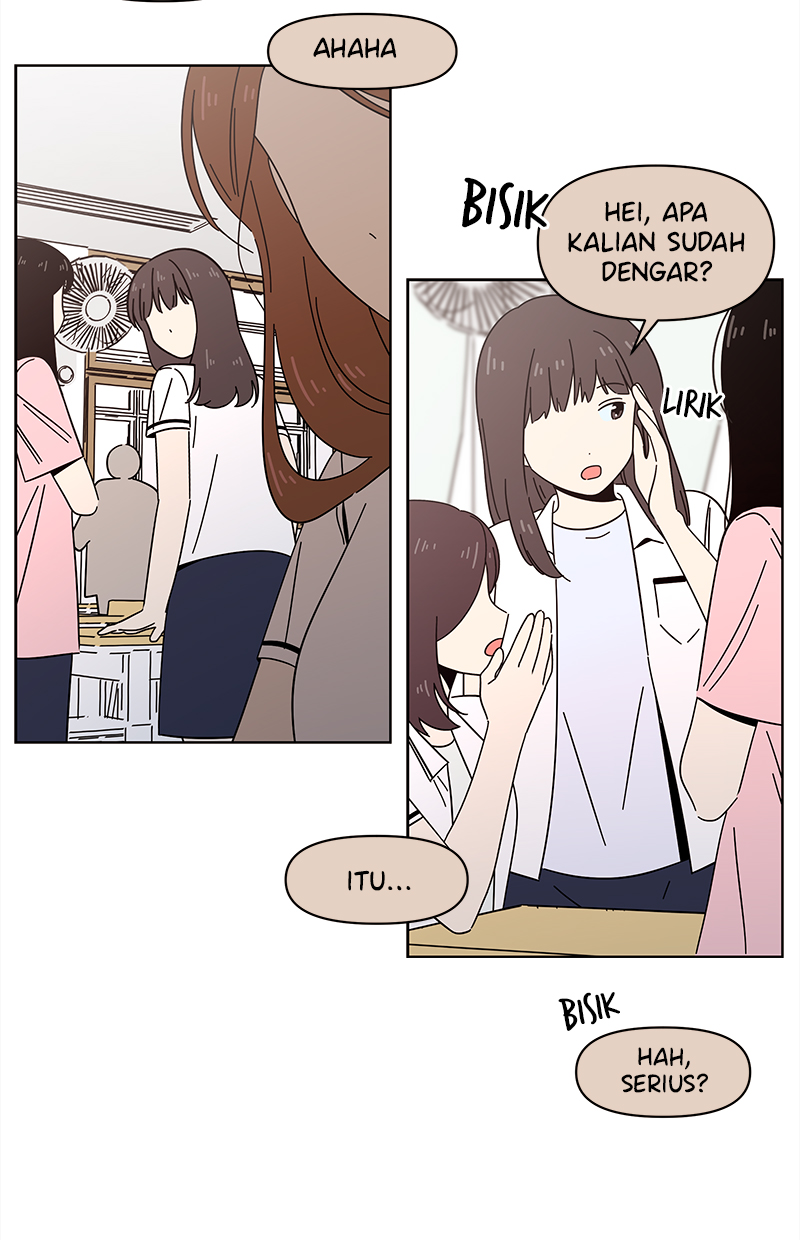 AHAHA
BISIK
HEI, APA
KALIAN SUDAH
DENGAR?
LIRIK
ITU...
BISIK
HAH,
SERIUS?